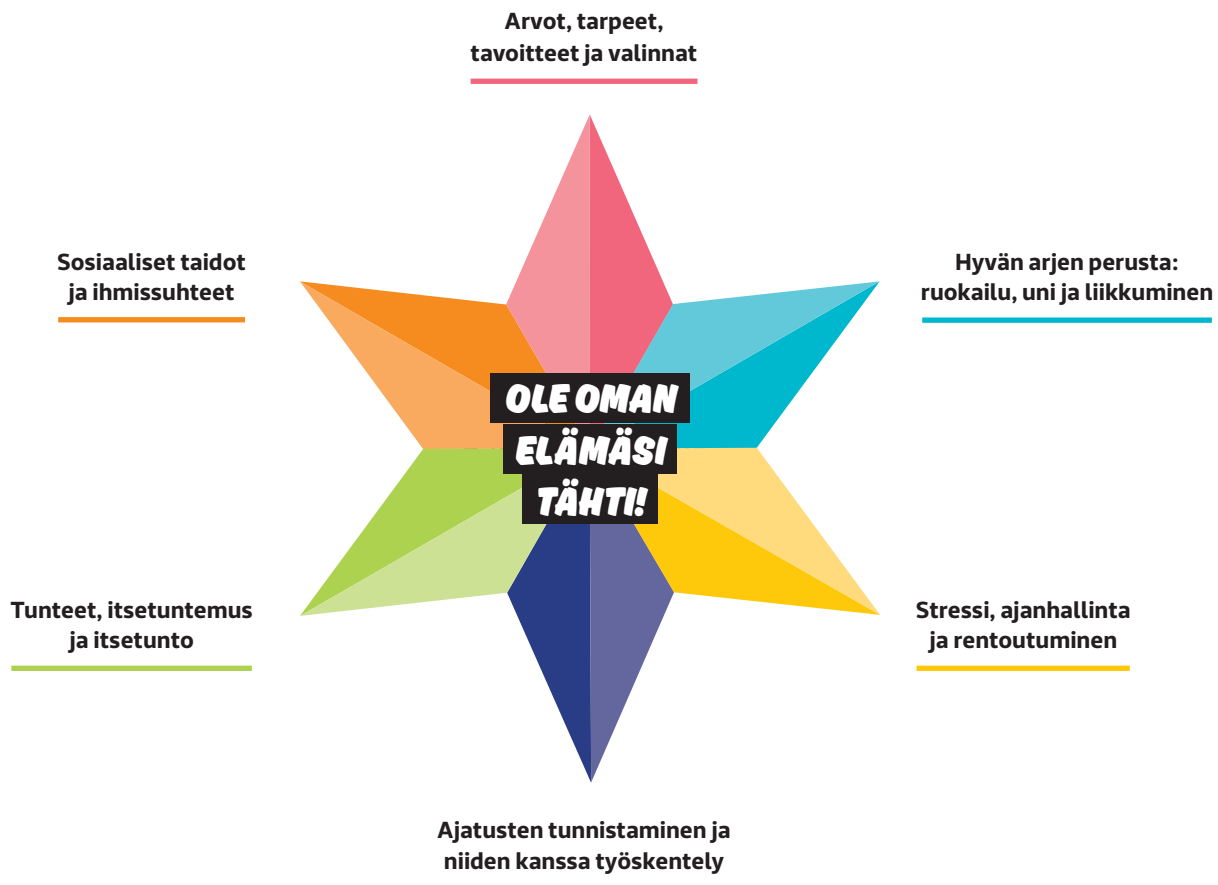 Arvot, tarpeet,
tavoitteet ja valinnat
Sosiaaliset taidot
ja ihmissuhteet
Hyvän arjen perusta:
ruokailu, uni ja liikkuminen
OLE OMAN
ELÄMÄSI
TÄHTI!
Tunteet, itsetuntemus
ja itsetunto
Stressi, ajanhallinta
ja rentoutuminen
Ajatusten tunnistaminen ja
niiden kanssa työskentely